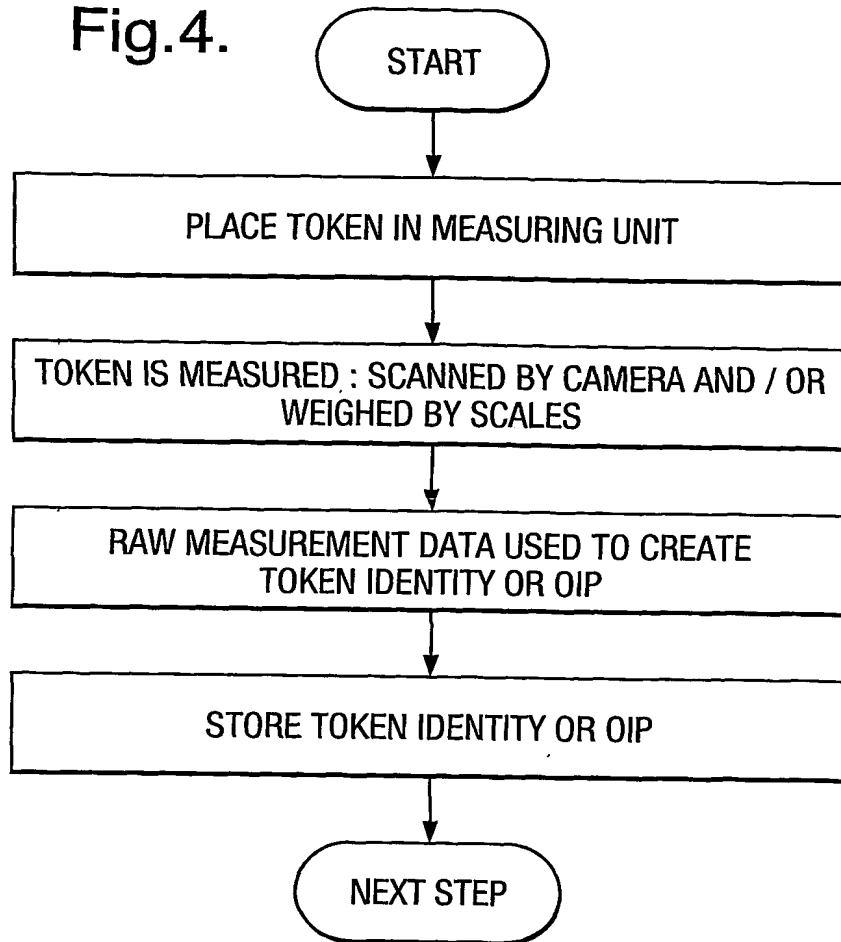 Fig.4.
START
PLACE TOKEN IN MEASURING UNIT
TOKEN IS MEASURED : SCANNED BY CAMERA AND / OR
WEIGHED BY SCALES
RAW MEASUREMENT DATA USED TO CREATE
TOKEN IDENTITY OR OIP
STORE TOKEN IDENTITY OR OIP
NEXT STEP